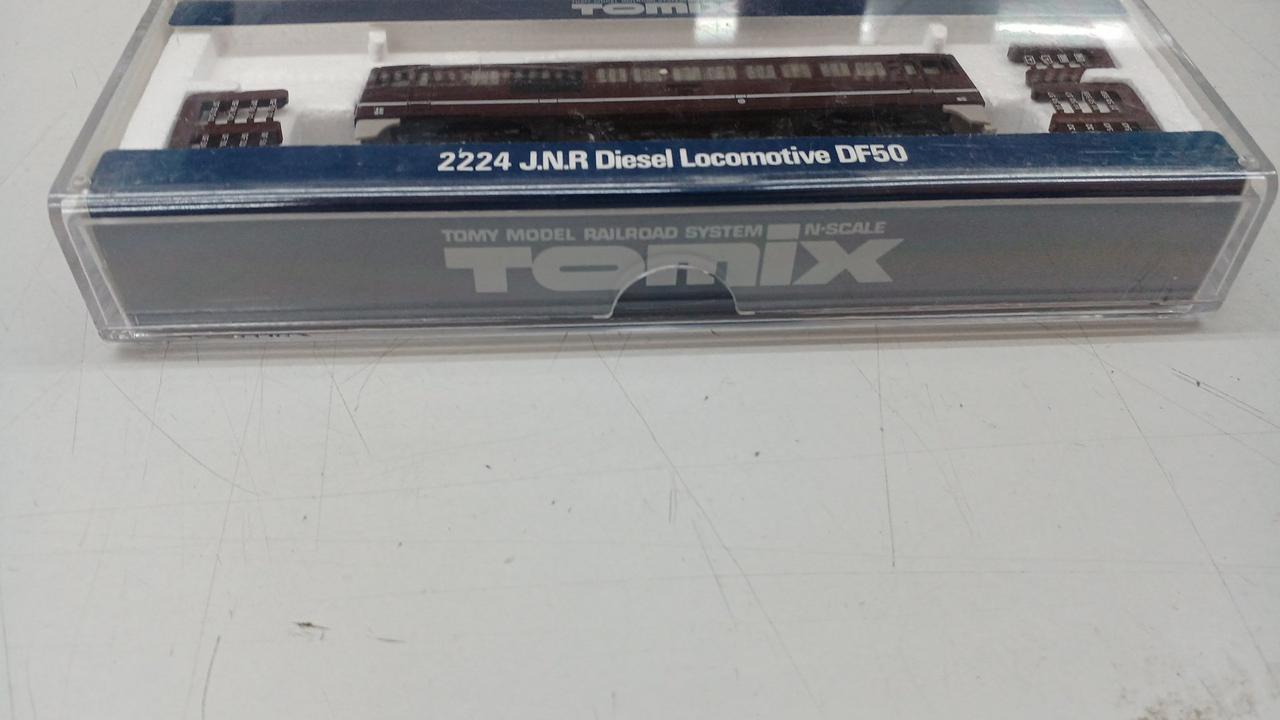 TOMIX
2224 J.N.R Diesel Locomotive DF50
TOMY MODEL RAILROAD SYSTEM N-SCALE
TOMIX